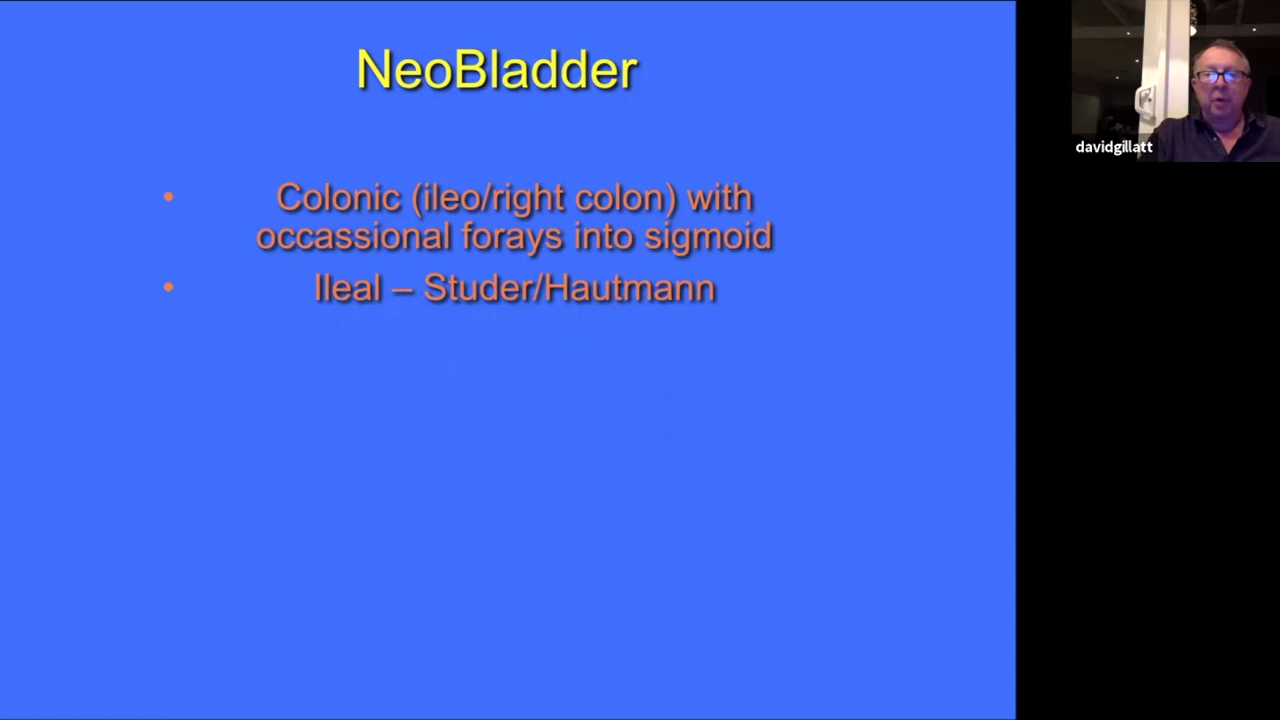 NeoBladder
• Colonic (ileo/right colon) with
occassional forays into sigmoid
• Ileal – Studer/Hautmann
davidgillatt